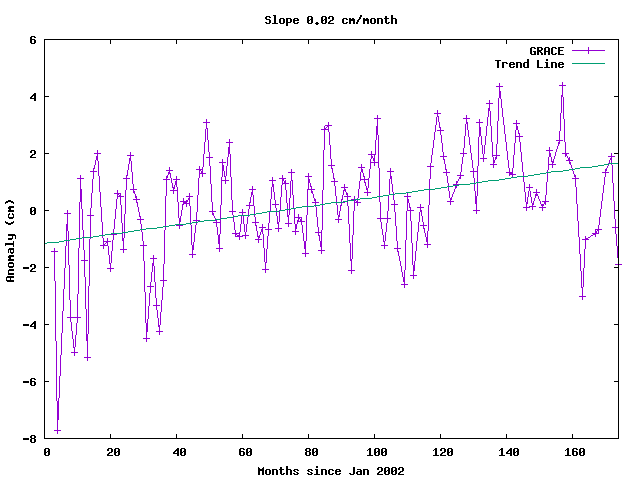 Slope 0.02 cm/month
GRACE
Trend Line
6
4
2
0
-2
-4
-6
-8
Anomaly (cm)
0 20 40 60 80 100 120 140 160
Months since Jan 2002